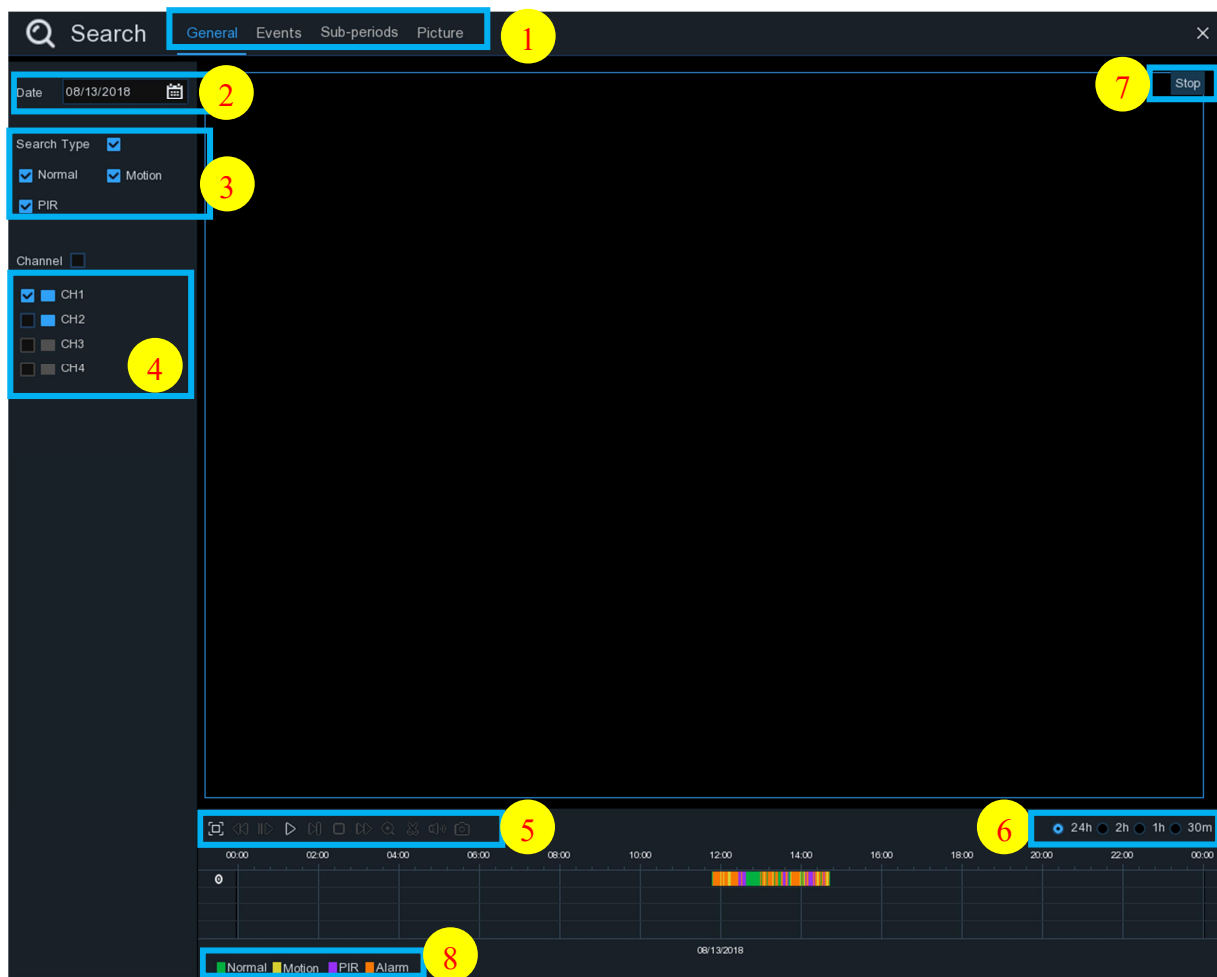 Search General Events Sub-periods Picture 1
Date 08/13/2018 2
7 Stop
Search Type
Normal Motion
3
PIR
Channel
CH1
CH2
CH3
CH4
4
5
6 24h 2h 1h 30m
00:00 02:00 04:00 06:00 08:00 10:00 12:00 14:00 16:00 18:00 20:00 22:00 00:00
08/13/2018
Normal Motion PIR Alarm 8